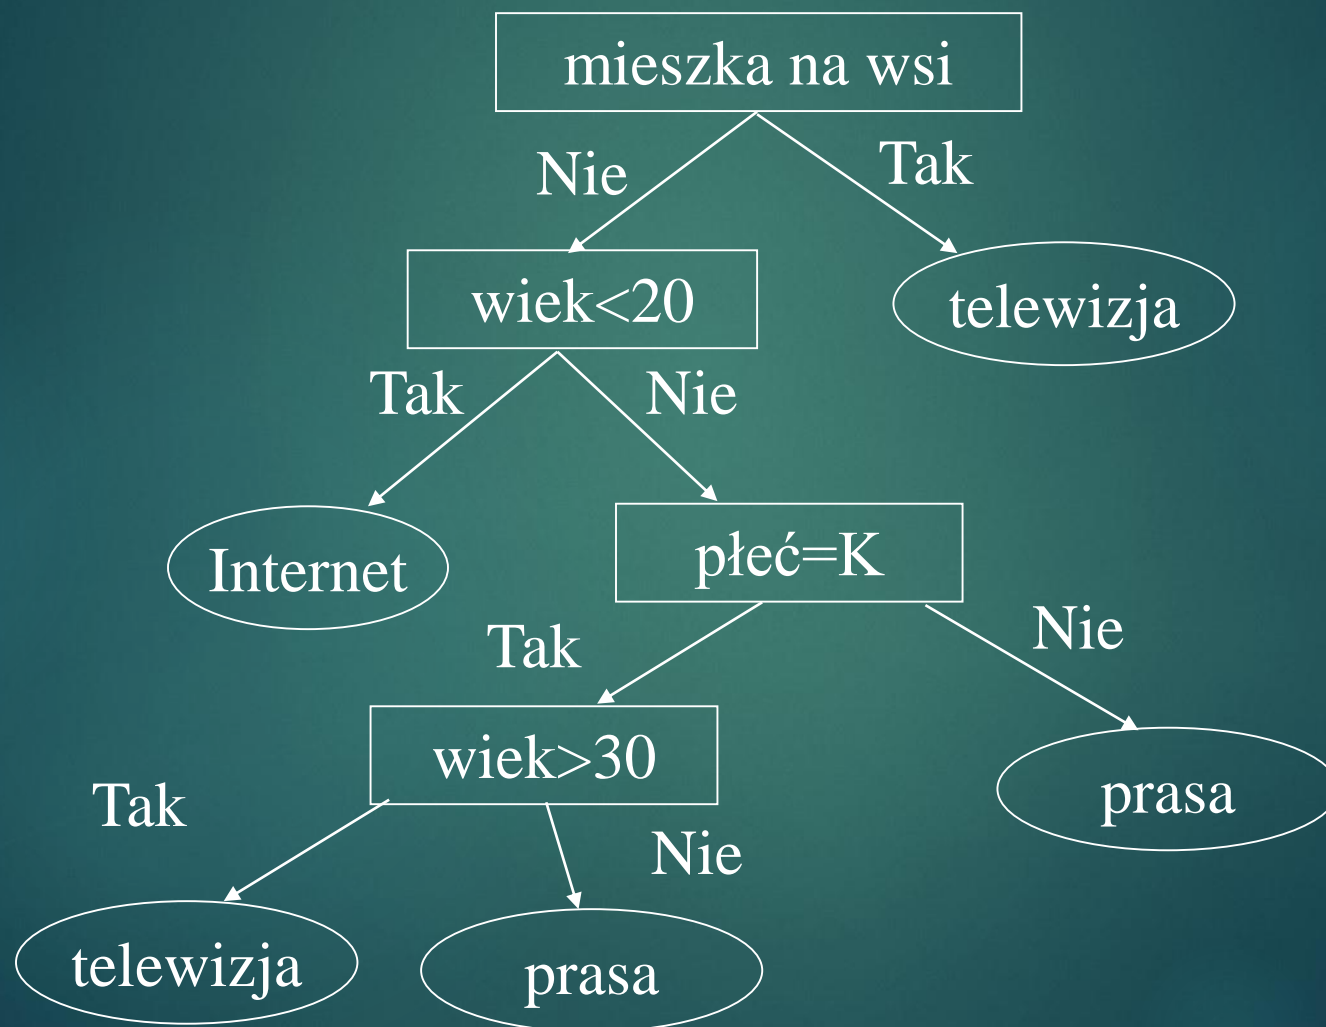 mieszka na wsi
Nie
Tak
wiek<20
telewizja
Tak
Nie
Internet
płeć=K
Tak
Nie
wiek>30
prasa
Tak
Nie
telewizja
prasa